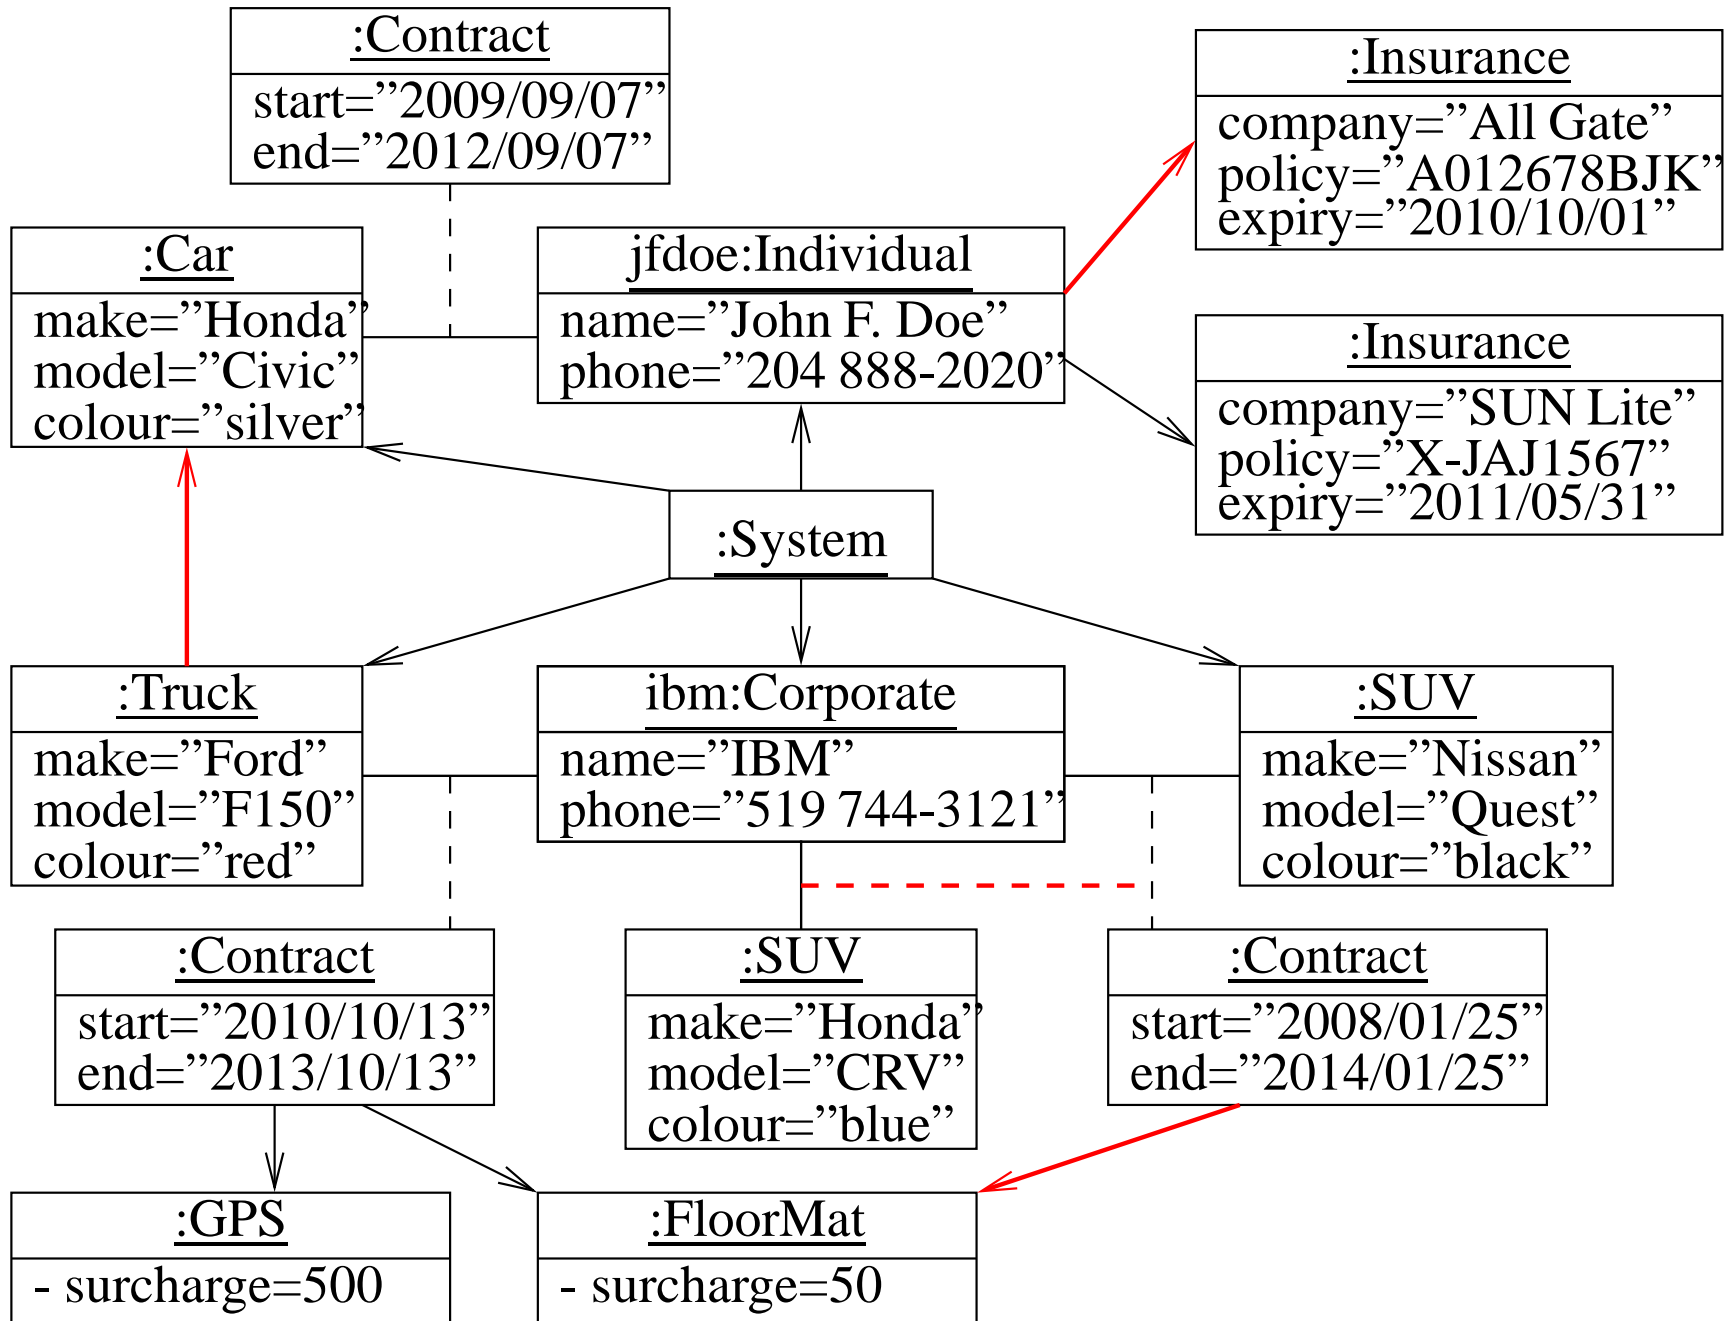 :Contract
start=”2009/09/07”
end=”2012/09/07”
:Insurance
company=”All Gate”
policy=”A012678BJK”
expiry=”2010/10/01”
:Car
make=”Honda”
model=”Civic”
colour=”silver”
jfdoe:Individual
name=”John F. Doe”
phone=”204 888-2020”
:Insurance
company=”SUN Lite”
policy=”X-JAJ1567”
expiry=”2011/05/31”
:System
:Truck
make=”Ford”
model=”F150”
colour=”red”
ibm:Corporate
name=”IBM”
phone=”519 744-3121”
:SUV
make=”Nissan”
model=”Quest”
colour=”black”
:Contract
start=”2010/10/13”
end=”2013/10/13”
:SUV
make=”Honda”
model=”CRV”
colour=”blue”
:Contract
start=”2008/01/25”
end=”2014/01/25”
:GPS
- surcharge=500
:FloorMat
- surcharge=50